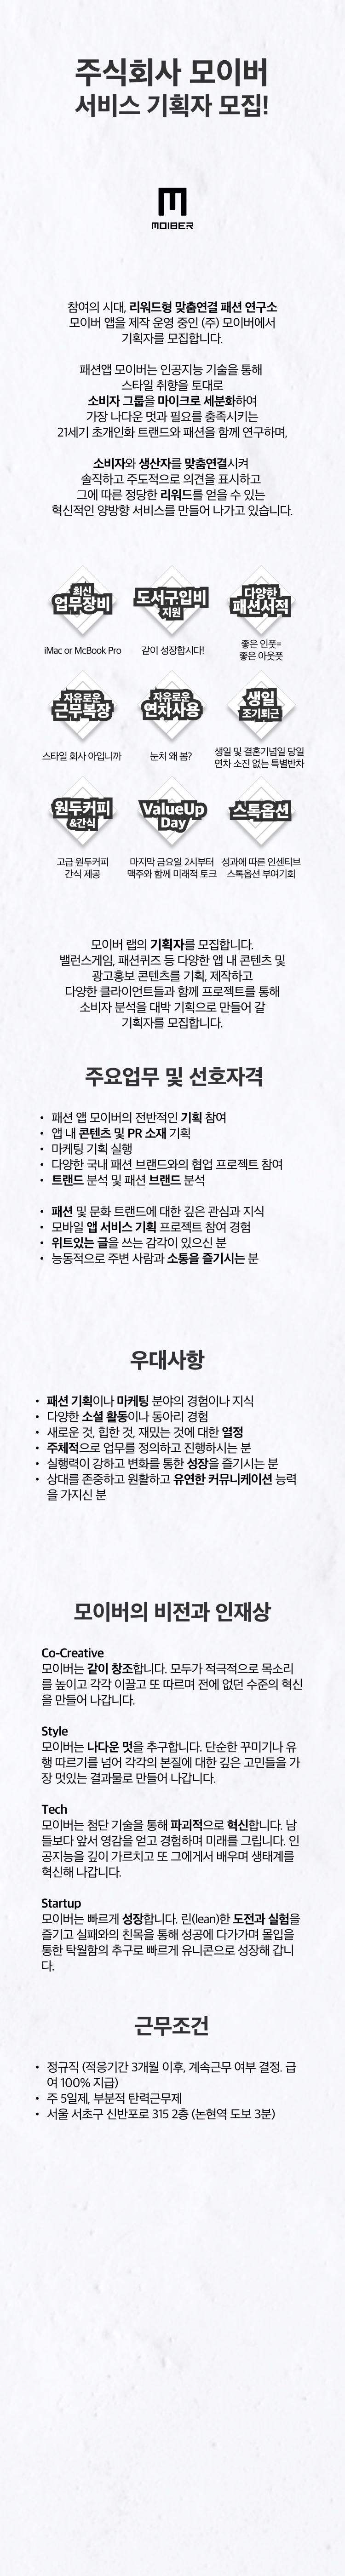 주식회사 모이버
서비스 기획자 모집!
MOIBER
참여의 시대, 리워드형 맞춤연결 패션 연구소
모이버 앱을 제작 운영 중인 (주) 모이버에서
기획자를 모집합니다.
패션앱 모이버는 인공지능 기술을 통해
스타일 취향을 토대로
소비자 그룹을 마이크로 세분화하여
가장 나다운 멋과 필요를 충족시키는
21세기 초개인화 트랜드와 패션을 함께 연구하며,
소비자와 생산자를 맞춤연결시켜
솔직하고 주도적으로 의견을 표시하고
그에 따른 정당한 리워드를 얻을 수 있는
혁신적인 양방향 서비스를 만들어 나가고 있습니다.
최신
업무장비
도서구입비
지원
다양한
패션서적
iMac or McBook Pro
같이 성장합시다!
좋은 인풋=
좋은 아웃풋
자유로운
근무복장
자유로운
연차사용
생일
조기퇴근
스타일 회사 아입니까
눈치 왜 봄?
생일 및 결혼기념일 당일
연차 소진 없는 특별반차
원두커피
&간식
ValueUp
Day
스톡옵션
고급 원두커피
간식 제공
마지막 금요일 2시부터
맥주와 함께 미래적 토크
성과에 따른 인센티브
스톡옵션 부여기회
모이버 랩의 기획자를 모집합니다.
밸런스게임, 패션퀴즈 등 다양한 앱 내 콘텐츠 및
광고홍보 콘텐츠를 기획, 제작하고
다양한 클라이언트들과 함께 프로젝트를 통해
소비자 분석을 대박 기획으로 만들어 갈
기획자를 모집합니다.
주요업무 및 선호자격
• 패션 앱 모이버의 전반적인 기획 참여
• 앱 내 콘텐츠 및 PR 소재 기획
• 마케팅 기획 실행
• 다양한 국내 패션 브랜드와의 협업 프로젝트 참여
• 트랜드 분석 및 패션 브랜드 분석
• 패션 및 문화 트랜드에 대한 깊은 관심과 지식
• 모바일 앱 서비스 기획 프로젝트 참여 경험
• 위트있는 글을 쓰는 감각이 있으신 분
• 능동적으로 주변 사람과 소통을 즐기시는 분
우대사항
• 패션 기획이나 마케팅 분야의 경험이나 지식
• 다양한 소셜 활동이나 동아리 경험
• 새로운 것, 힙한 것, 재밌는 것에 대한 열정
• 주체적으로 업무를 정의하고 진행하시는 분
• 실행력이 강하고 변화를 통한 성장을 즐기시는 분
• 상대를 존중하고 원활하고 유연한 커뮤니케이션 능력
을 가지신 분
모이버의 비전과 인재상
Co-Creative
모이버는 같이 창조합니다. 모두가 적극적으로 목소리
를 높이고 각각 이끌고 또 따르며 전에 없던 수준의 혁신
을 만들어 나갑니다.
Style
모이버는 나다운 멋을 추구합니다. 단순한 꾸미기나 유
행 따르기를 넘어 각각의 본질에 대한 깊은 고민들을 가
장 멋있는 결과물로 만들어 나갑니다.
Tech
모이버는 첨단 기술을 통해 파괴적으로 혁신합니다. 남
들보다 앞서 영감을 얻고 경험하며 미래를 그립니다. 인
공지능을 깊이 가르치고 또 그에게서 배우며 생태계를
혁신해 나갑니다.
Startup
모이버는 빠르게 성장합니다. 린(lean)한 도전과 실험을
즐기고 실패와의 친목을 통해 성공에 다가가며 몰입을
통한 탁월함의 추구로 빠르게 유니콘으로 성장해 갑니
다.
근무조건
• 정규직 (적응기간 3개월 이후, 계속근무 여부 결정. 급
여 100% 지급)
• 주 5일제, 부분적 탄력근무제
• 서울 서초구 신반포로 315 2층 (논현역 도보 3분)